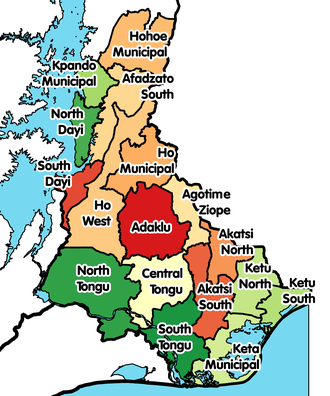 Hohoe
Municipal
Kpando
Municipal
Afadzato
South
North
Dayi
Ho
Municipal
South
Dayi
Agotime
Ziope
Ho
West
Adaklu
Akatsi
North
North
Tongu
Central
Tongu
Ketu
North
Ketu
South
Akatsi
South
South
Tongu
Keta
Municipal